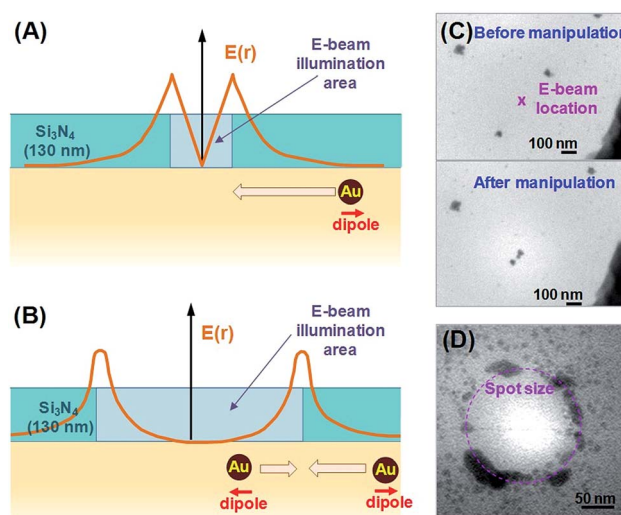 (A)
E-beam
illumination
area
E(r)
Si₃N₄
(130 nm)
Au
dipole
(B)
E-beam
illumination
area
E(r)
Si₃N₄
(130 nm)
Au
Au
dipole
dipole
(C)
Before manipulation
x E-beam
location
100 nm
After manipulation
100 nm
(D)
Spot size
50 nm